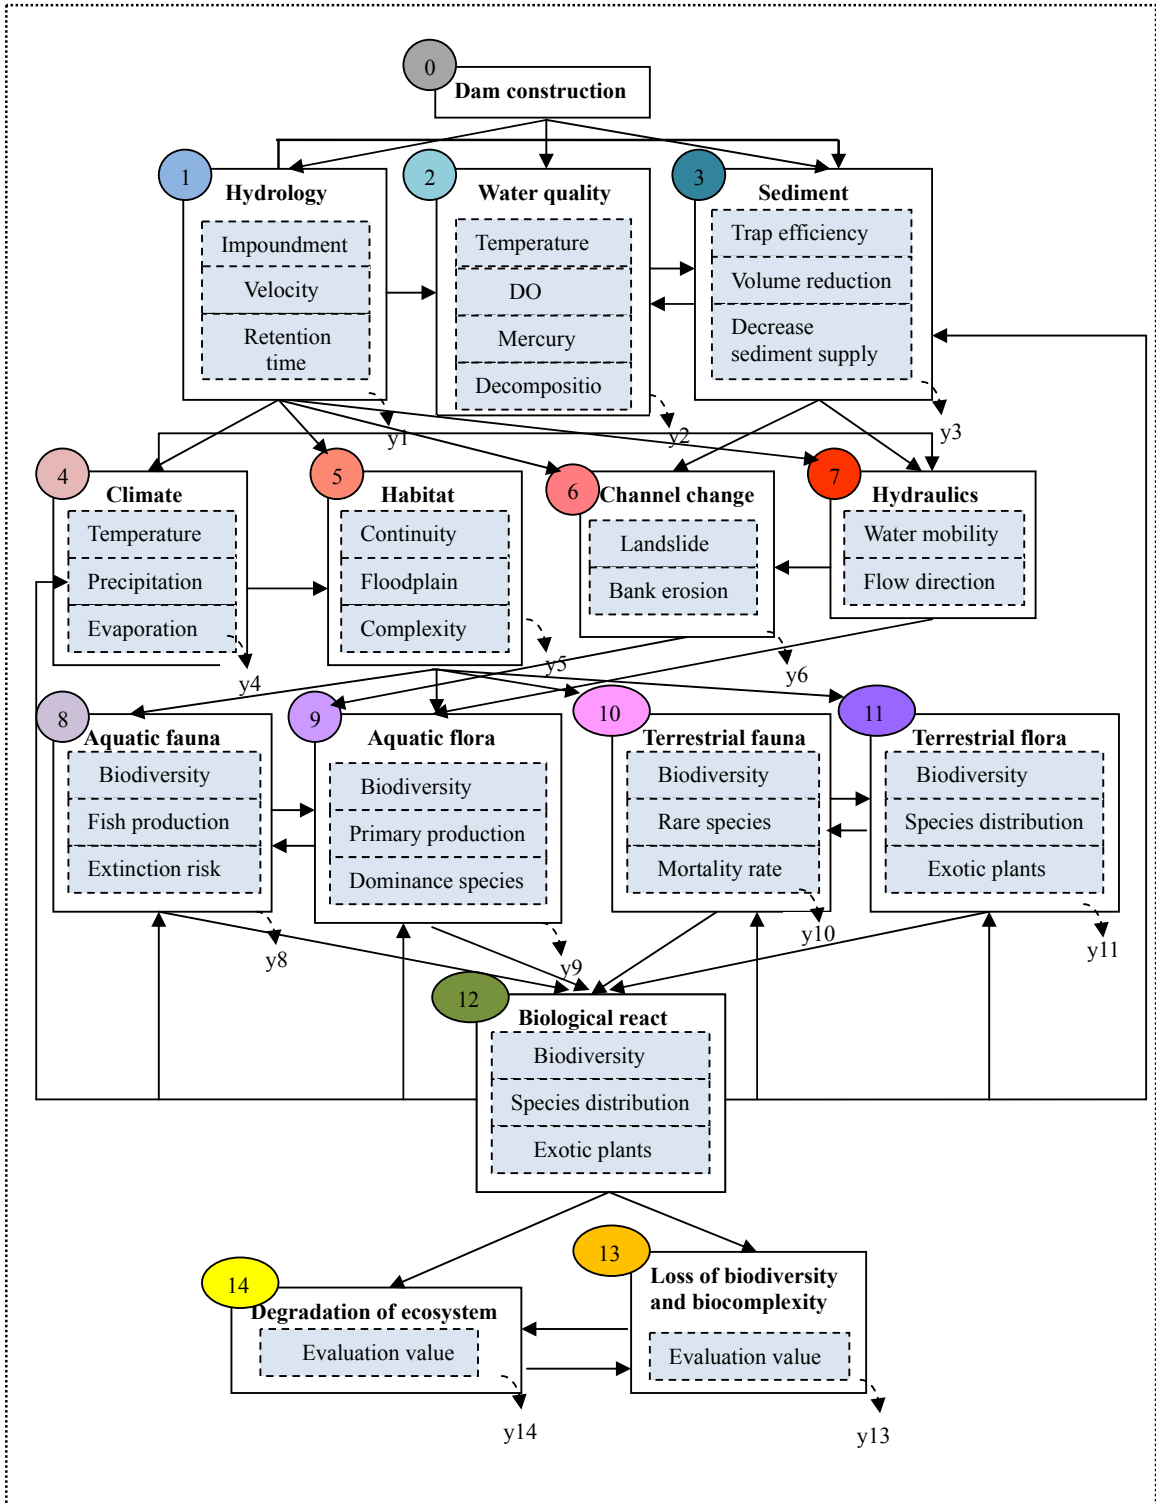 0
Dam construction
1
Hydrology
Impoundment
Velocity
Retention
time
y1
2
Water quality
Temperature
DO
Mercury
Decompositio
y2
3
Sediment
Trap efficiency
Volume reduction
Decrease
sediment supply
y3
4
Climate
Temperature
Precipitation
Evaporation
y4
5
Habitat
Continuity
Floodplain
Complexity
y5
6
Channel change
Landslide
Bank erosion
y6
7
Hydraulics
Water mobility
Flow direction
8
Aquatic fauna
Biodiversity
Fish production
Extinction risk
y8
9
Aquatic flora
Biodiversity
Primary production
Dominance species
y9
10
Terrestrial fauna
Biodiversity
Rare species
Mortality rate
y10
11
Terrestrial flora
Biodiversity
Species distribution
Exotic plants
y11
12
Biological react
Biodiversity
Species distribution
Exotic plants
14
Degradation of ecosystem
Evaluation value
y14
13
Loss of biodiversity
and biocomplexity
Evaluation value
y13